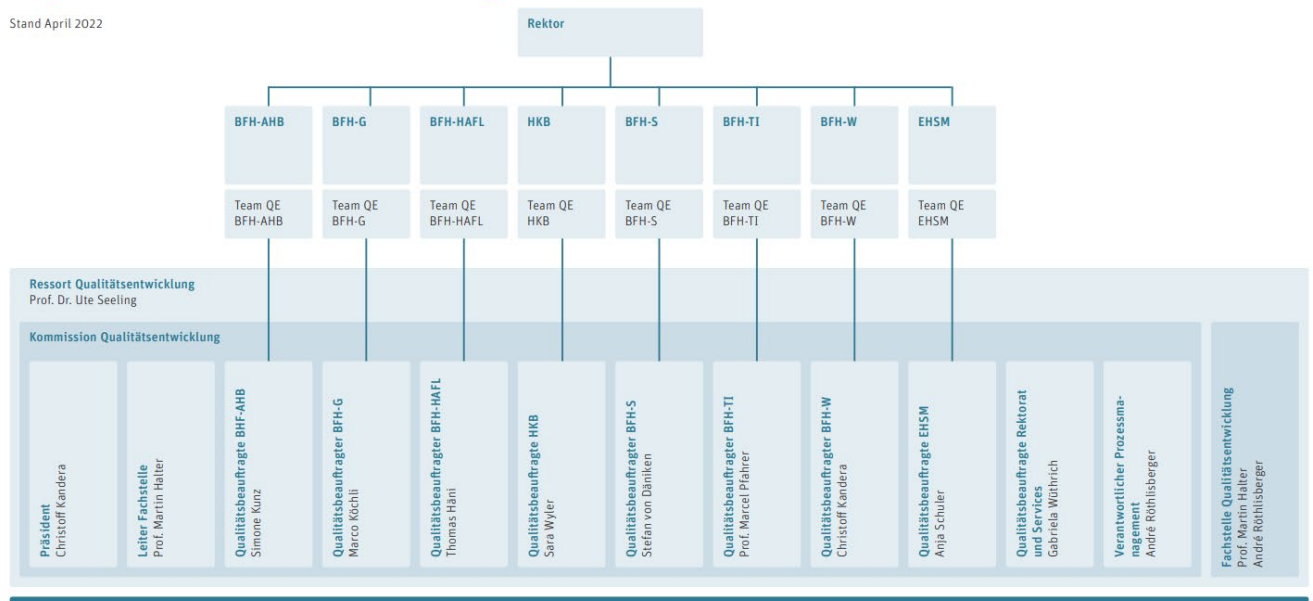 Stand April 2022
Rektor
BFH-AHB
BFH-G
BFH-HAFL
HKB
BFH-S
BFH-TI
BFH-W
EHSM
Team QE
BFH-AHB
Team QE
BFH-G
Team QE
BFH-HAFL
Team QE
HKB
Team QE
BFH-S
Team QE
BFH-TI
Team QE
BFH-W
Team QE
EHSM
Ressort Qualitätsentwicklung
Prof. Dr. Ute Seeling
Kommission Qualitätsentwicklung
Präsident
Christoff Kandera
Leiter Fachstelle
Prof. Martin Halter
Qualitätsbeauftragte BHF-AHB
Simone Kunz
Qualitätsbeauftragter BFH-G
Marco Köchli
Qualitätsbeauftragter BFH-HAFL
Thomas Häni
Qualitätsbeauftragte HKB
Sara Wyler
Qualitätsbeauftragter BFH-S
Stefan von Däniken
Qualitätsbeauftragter BFH-TI
Prof. Marcel Pfahrer
Qualitätsbeauftragter BFH-W
Christoff Kandera
Qualitätsbeauftragte EHSM
Anja Schuler
Qualitätsbeauftragte Rektorat
und Services
Gabriela Wüthrich
Verantwortlicher Prozessma-
nagement
André Röthlisberger
Fachstelle Qualitätsentwicklung
Prof. Martin Halter
André Röthlisberger